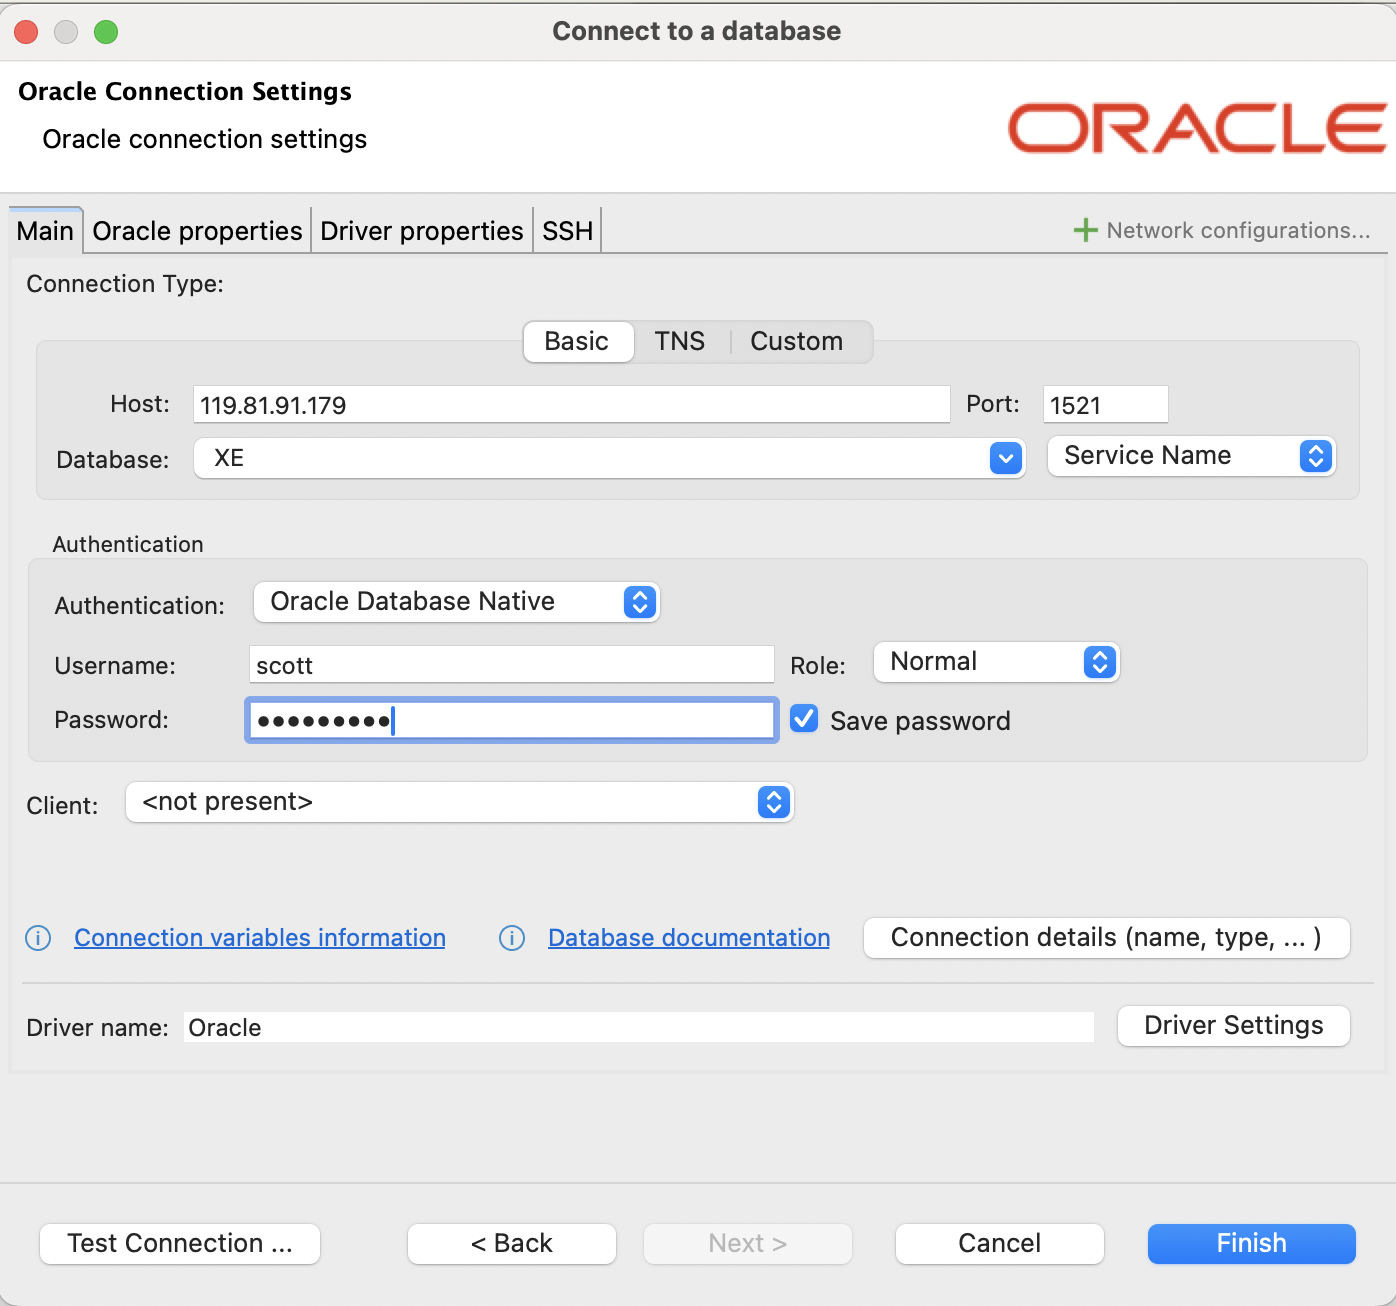 Connect to a database
Oracle Connection Settings
Oracle connection settings
ORACLE
Main Oracle properties Driver properties SSH Network configurations...
Connection Type:
Basic TNS Custom
Host: 119.81.91.179 Port: 1521
Database: XE Service Name
Authentication
Authentication: Oracle Database Native
Username: scott Role: Normal
Password: ●●●●●●●●● Save password
Client: <not present>
Connection variables information Database documentation Connection details (name, type, ... )
Driver name: Oracle Driver Settings
Test Connection ... < Back Next > Cancel Finish